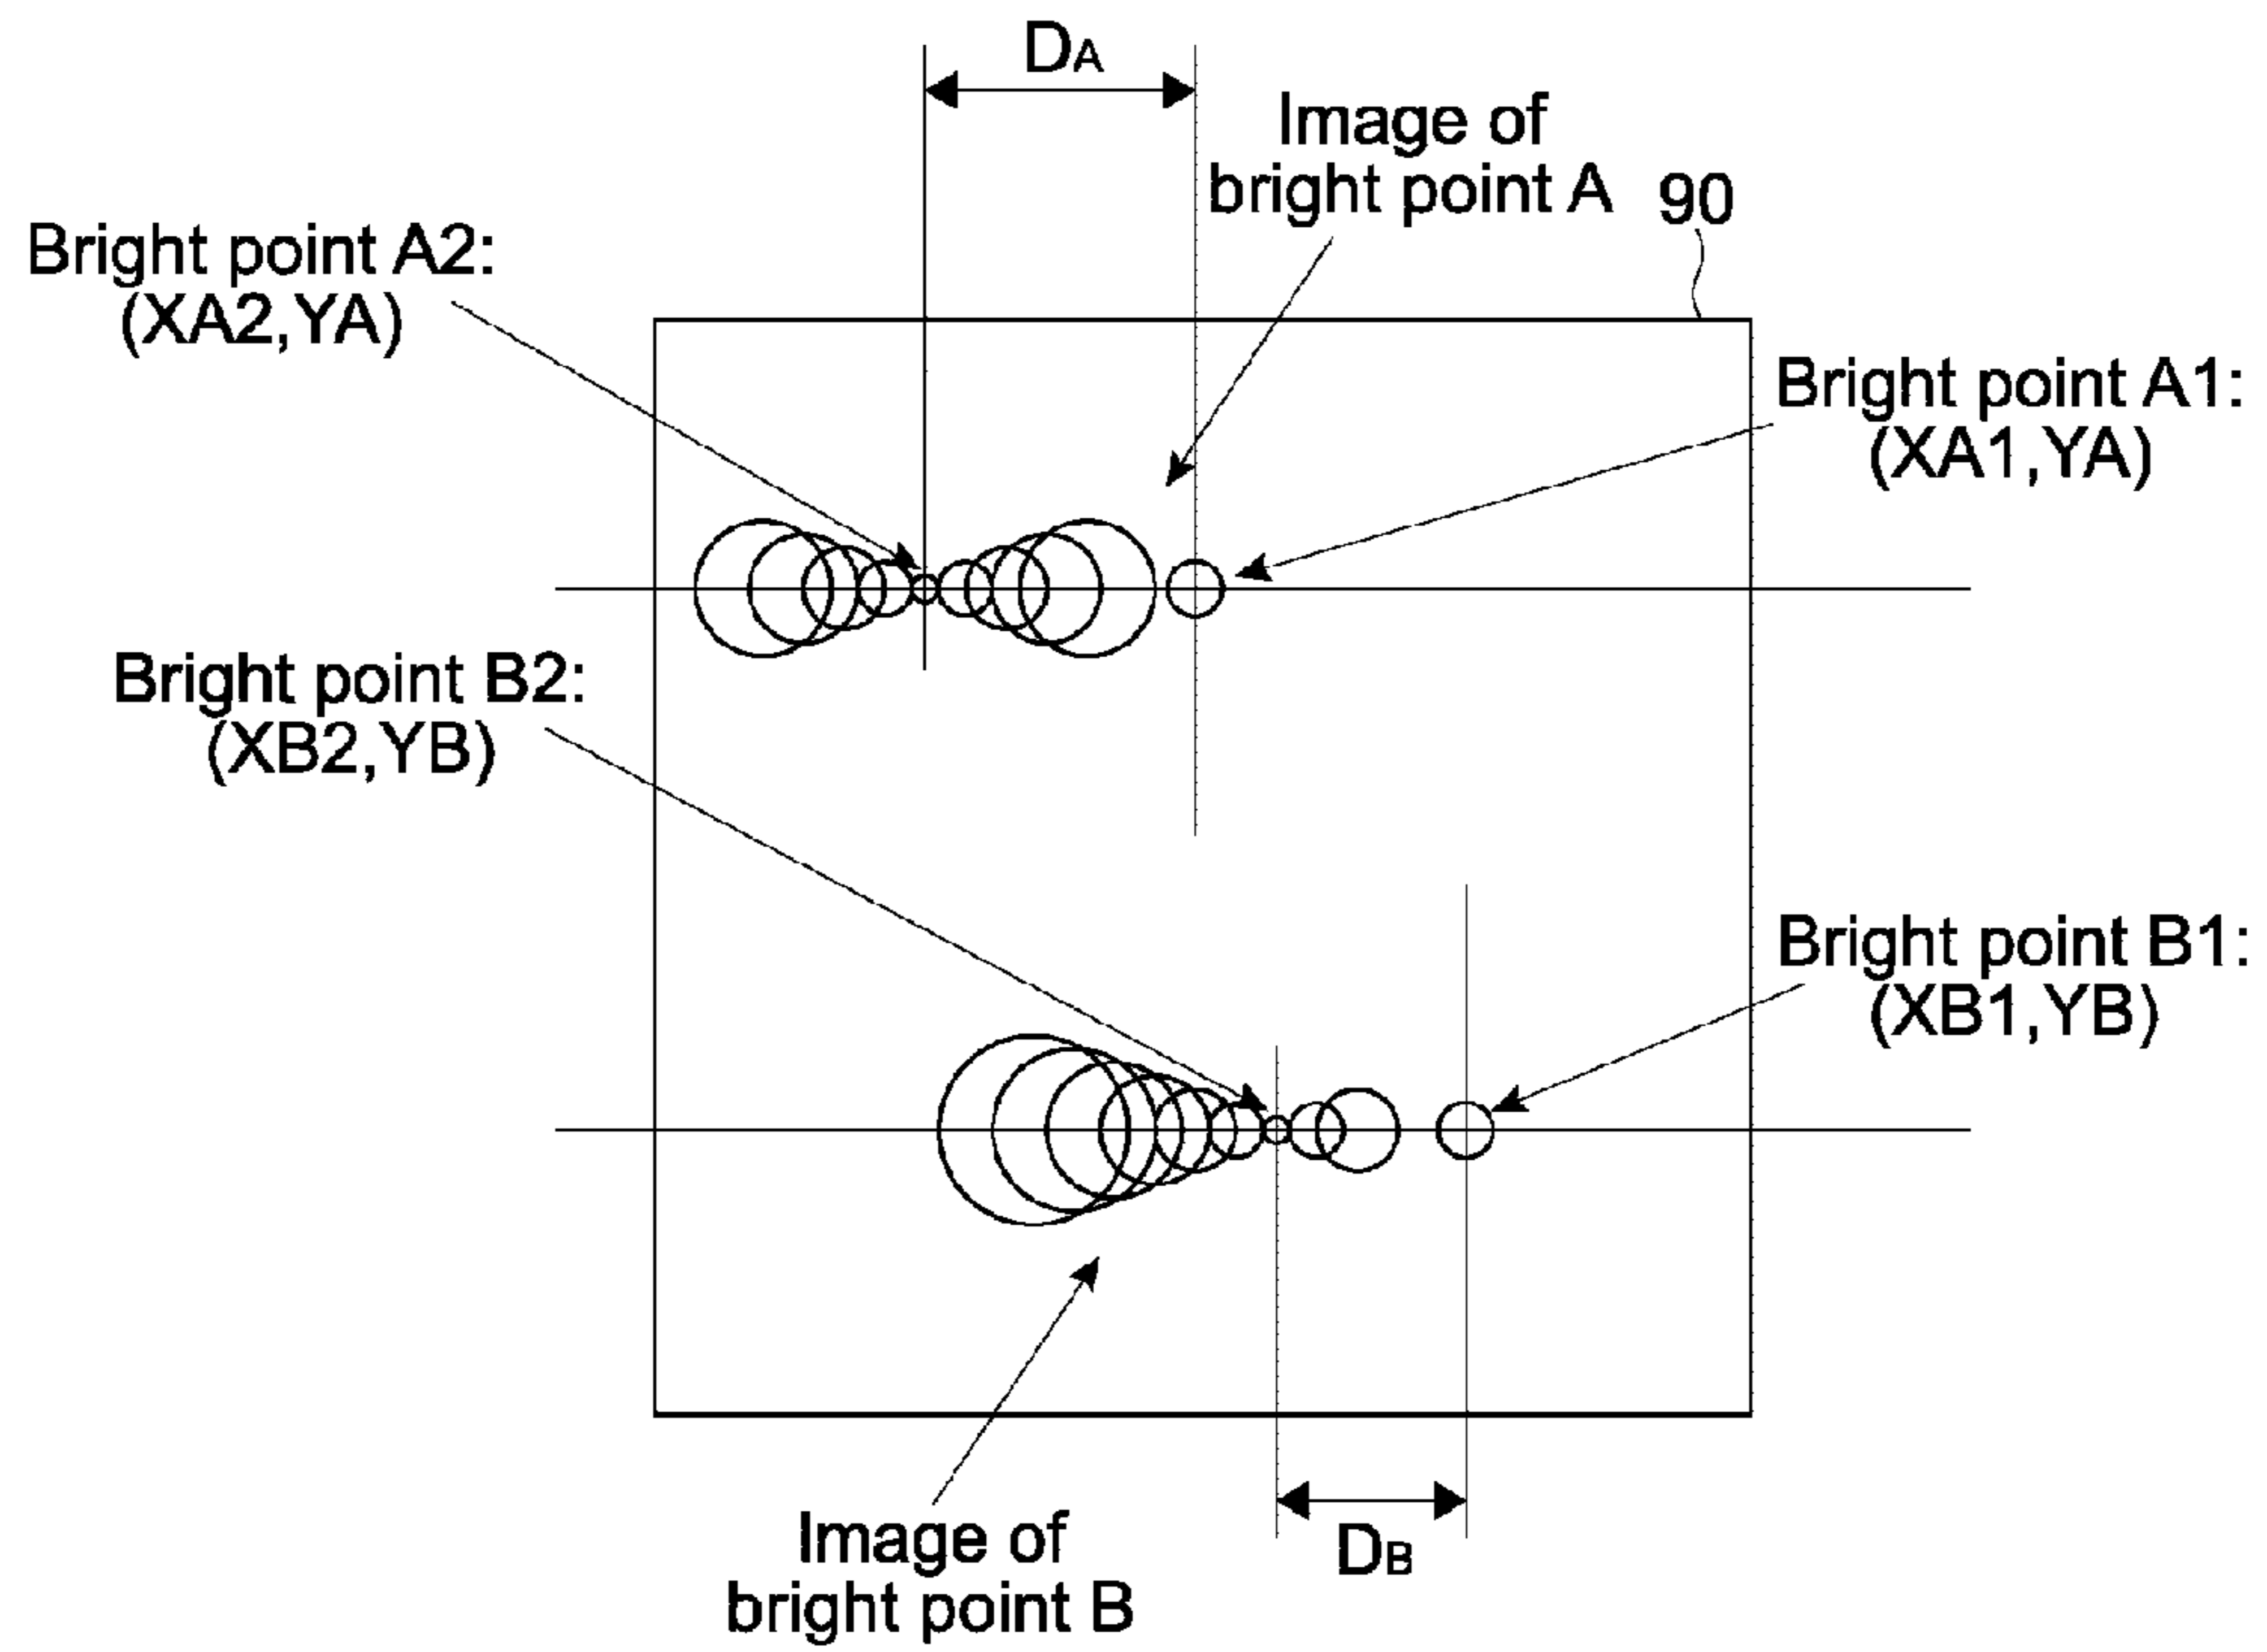 DA
Image of
bright point A
90
Bright point A2:
(XA2,YA)
Bright point A1:
(XA1,YA)
Bright point B2:
(XB2,YB)
Bright point B1:
(XB1,YB)
DB
Image of
bright point B